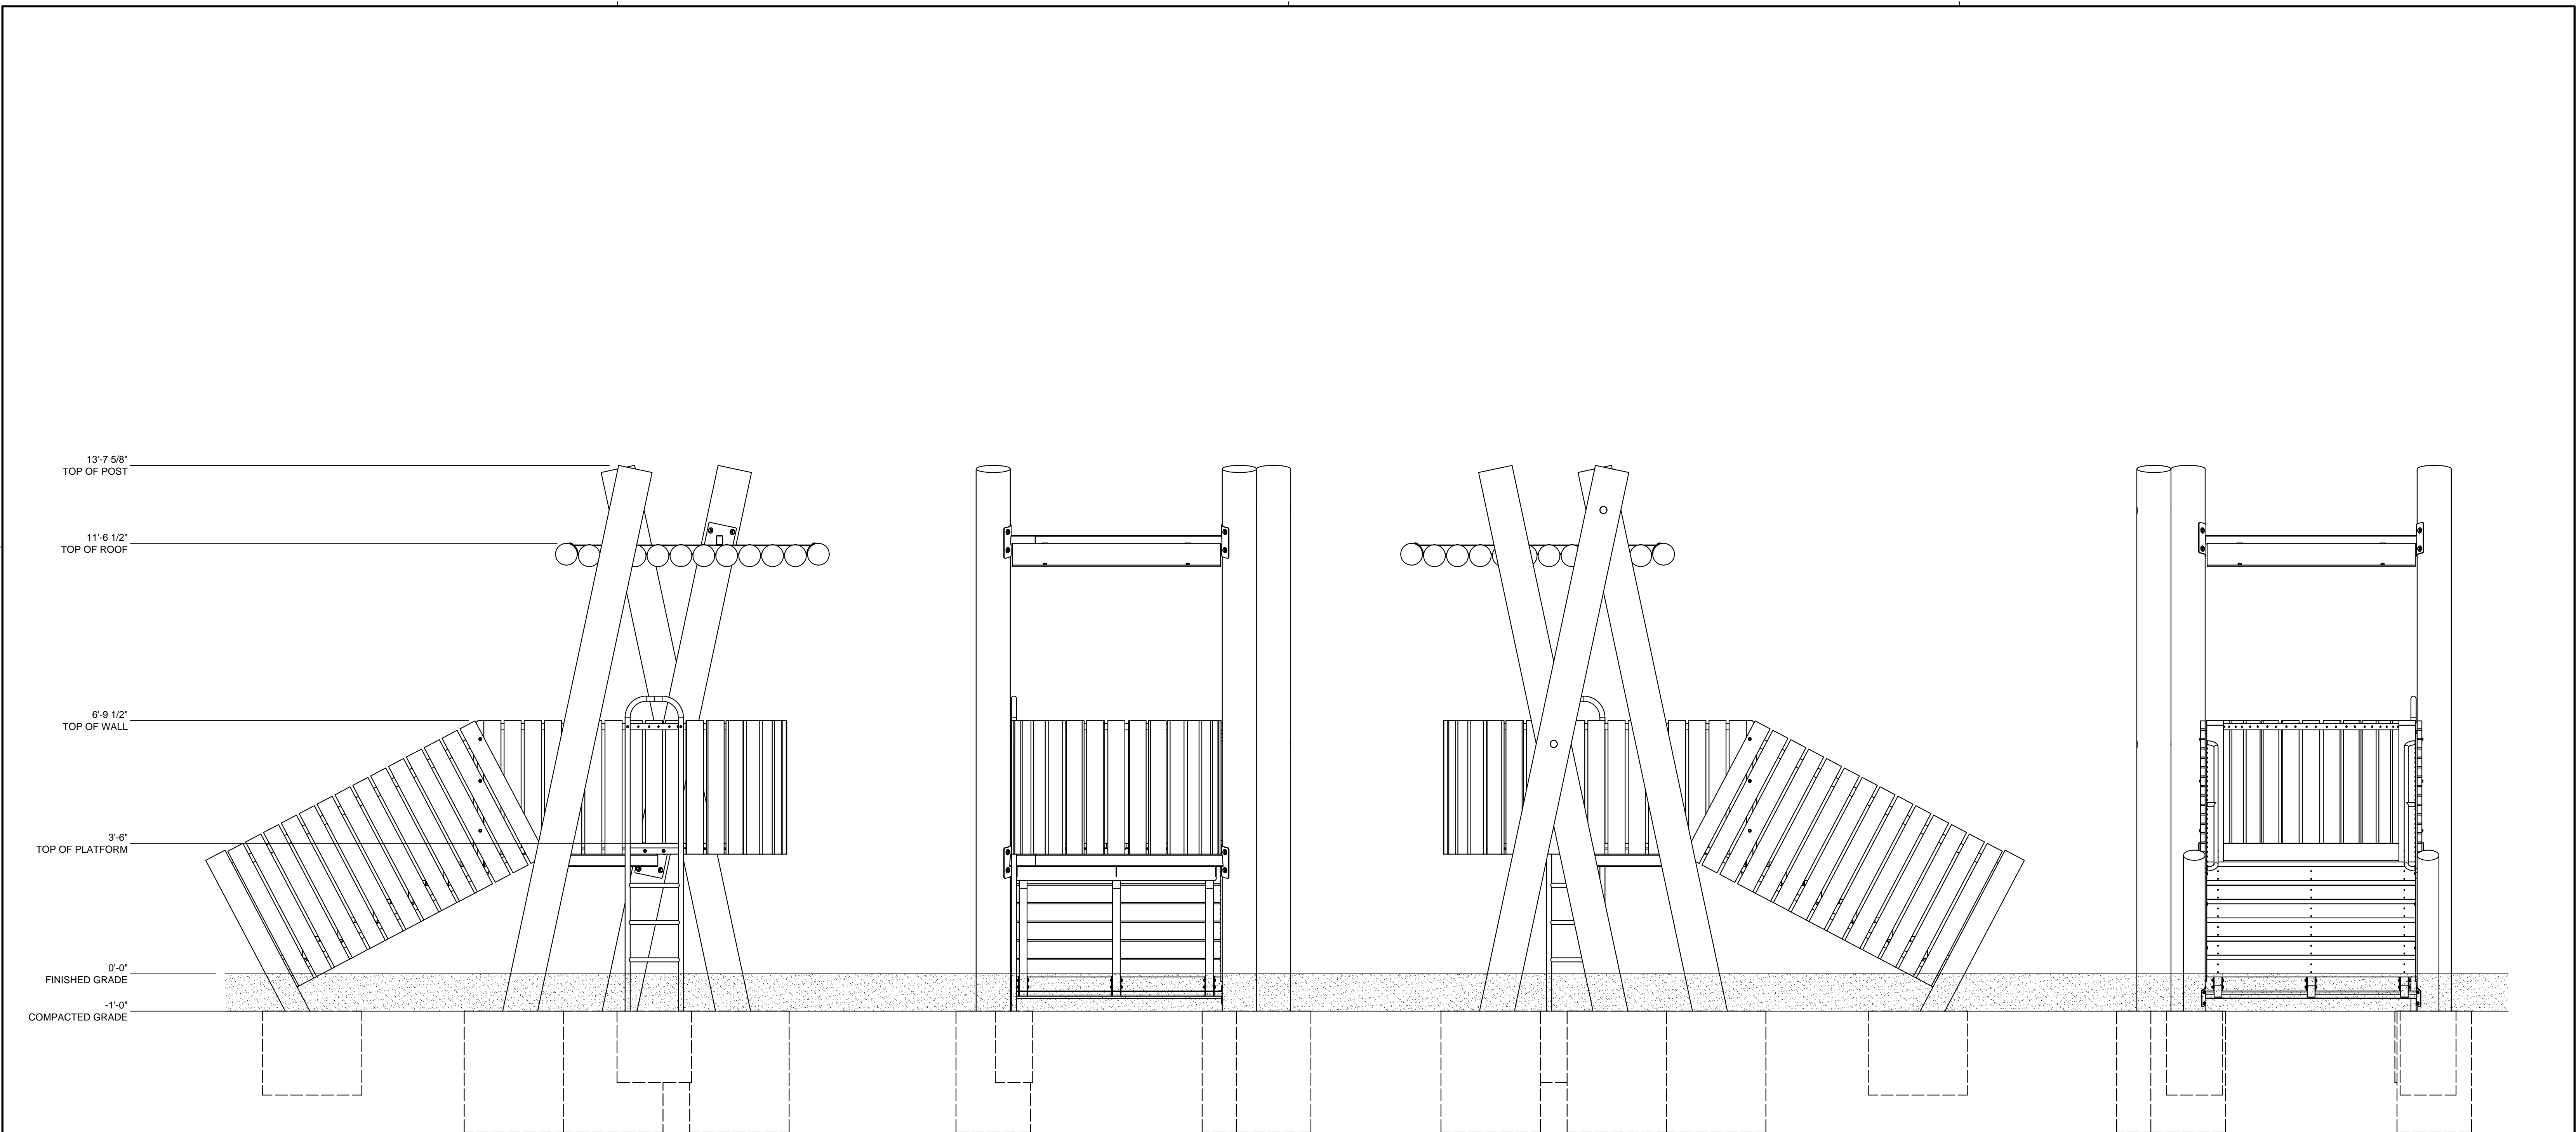 13'-7 5/8"
TOP OF POST
11'-6 1/2"
TOP OF ROOF
6'-9 1/2"
TOP OF WALL
3'-6"
TOP OF PLATFORM
0'-0"
FINISHED GRADE
-1'-0"
COMPACTED GRADE